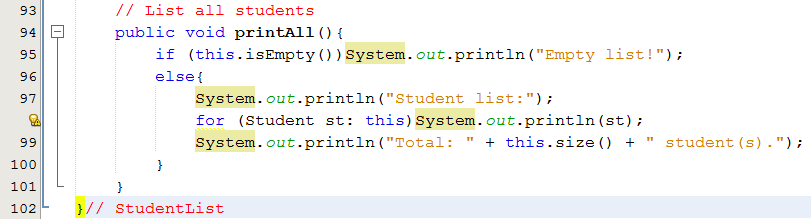 93 // List all students
94 public void printAll(){
95 if (this.isEmpty())System.out.println("Empty list!");
96 else{
97 System.out.println("Student list:");
for (Student st: this)System.out.println(st);
99 System.out.println("Total: " + this.size() + " student(s).");
100 }
101 }
102 }// StudentList